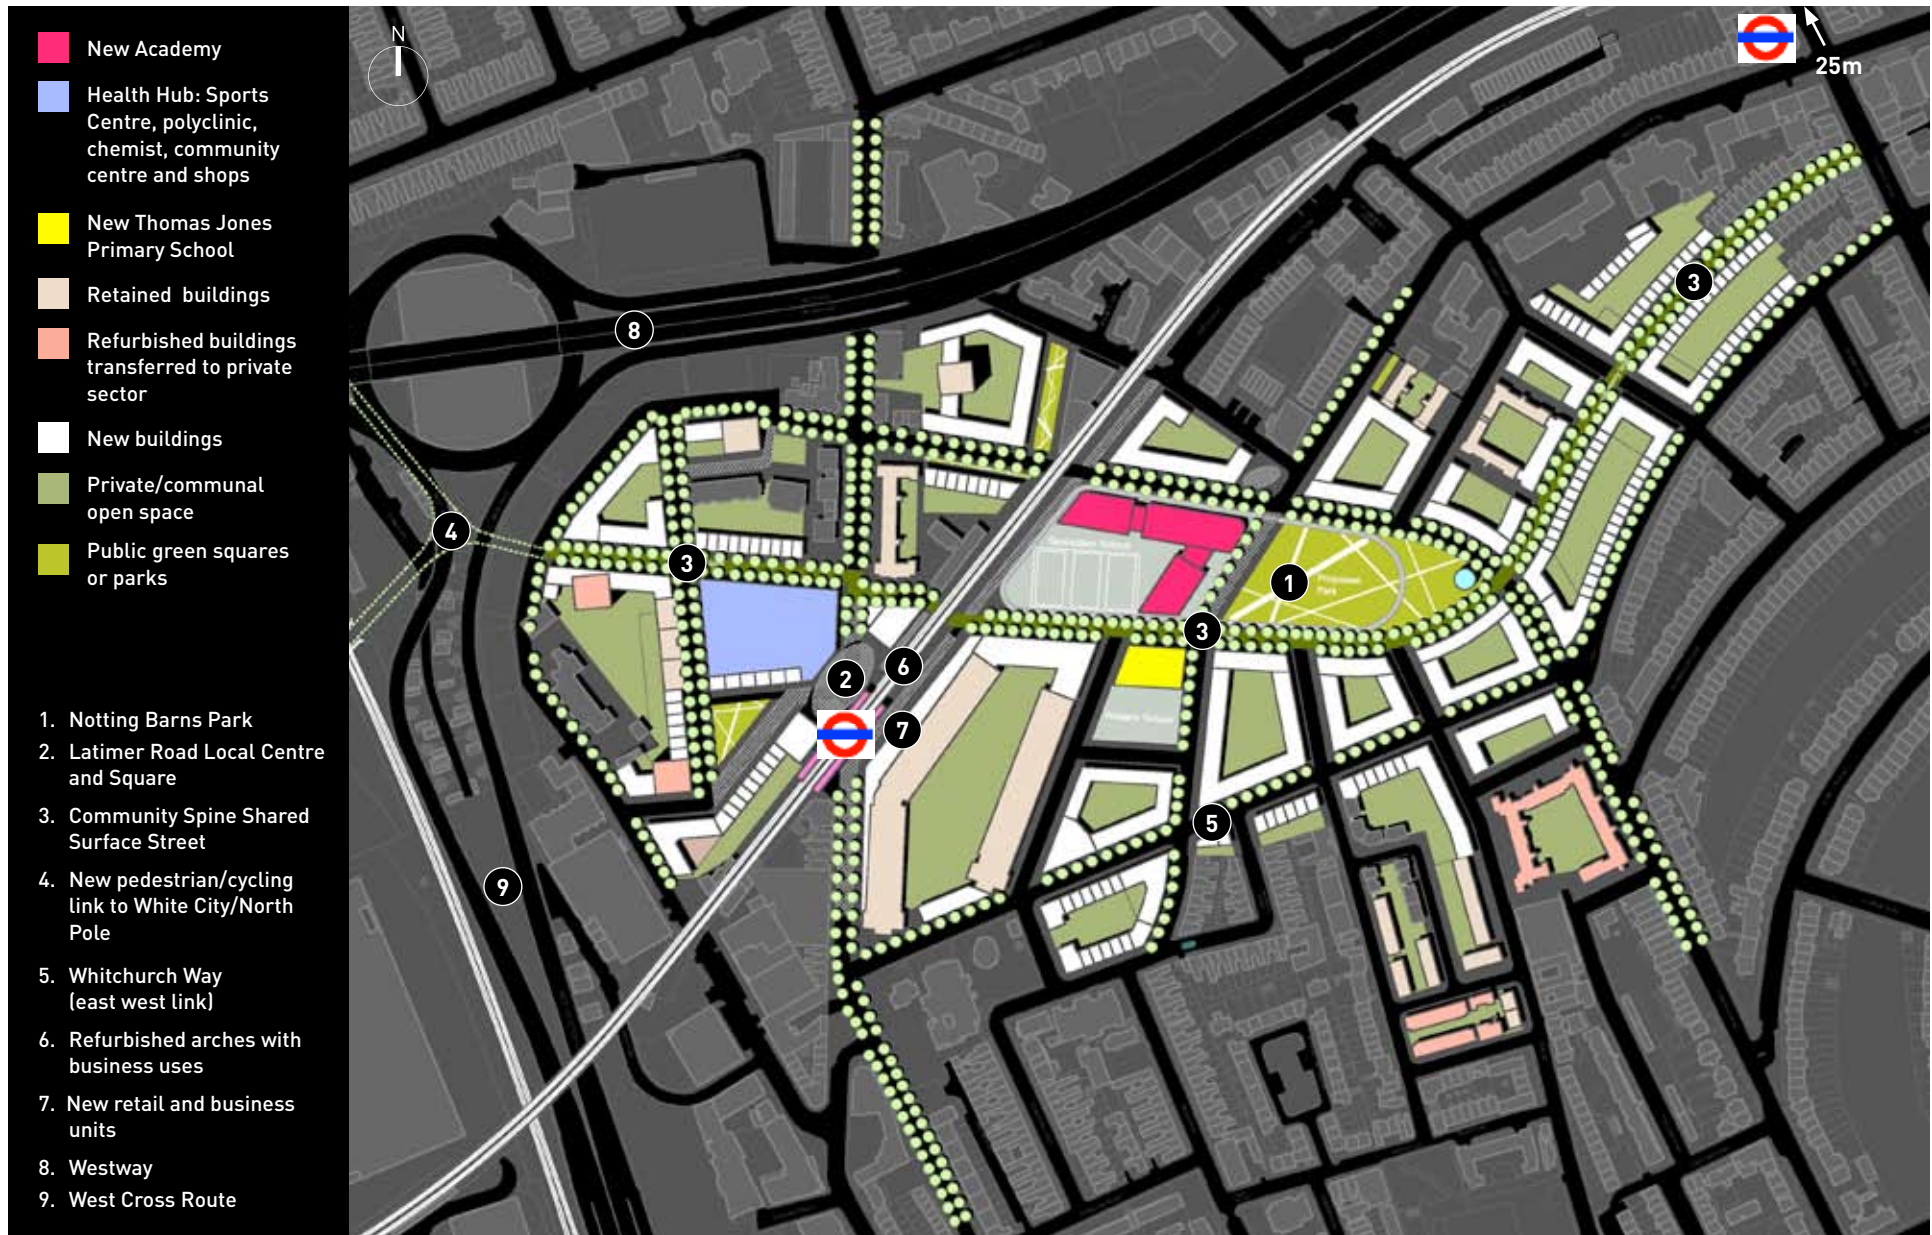 New Academy
Health Hub: Sports
Centre, polyclinic,
chemist, community
centre and shops
New Thomas Jones
Primary School
Retained buildings
Refurbished buildings
transferred to private
sector
New buildings
Private/communal
open space
Public green squares
or parks
1. Notting Barns Park
2. Latimer Road Local Centre
and Square
3. Community Spine Shared
Surface Street
4. New pedestrian/cycling
link to White City/North
Pole
5. Whitchurch Way
(east west link)
6. Refurbished arches with
business uses
7. New retail and business
units
8. Westway
9. West Cross Route
N
25m
3
8
4
3
1
3
6
2
7
5
9
Proposed
Park